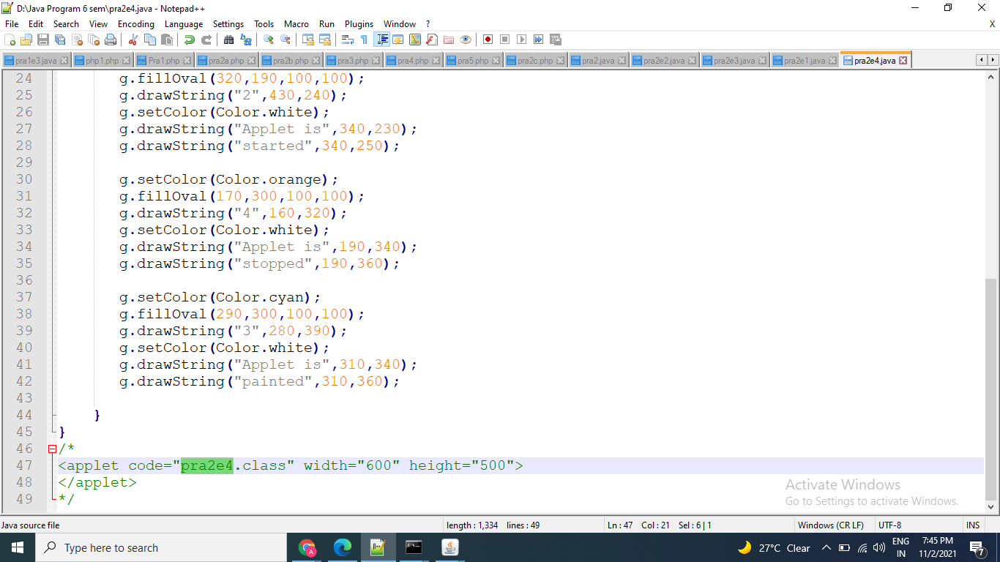 D:\Java Program 6 sem\pra2e4.java - Notepad++
File Edit Search View Encoding Language Settings Tools Macro Run Plugins Window ? X
pra1e3.java php1.php Pra1.php pra2a.php pra2b.php pra3.php pra4.php pra5.php pra2c.php pra2.java pra2e2.java pra2e3.java pra2e1.java pra2e4.java
24 g.fillOval(320,190,100,100);
25 g.drawString("2",430,240);
26 g.setColor(Color.white);
27 g.drawString("Applet is",340,230);
28 g.drawString("started",340,250);
29
30 g.setColor(Color.orange);
31 g.fillOval(170,300,100,100);
32 g.drawString("4",160,320);
33 g.setColor(Color.white);
34 g.drawString("Applet is",190,340);
35 g.drawString("stopped",190,360);
36
37 g.setColor(Color.cyan);
38 g.fillOval(290,300,100,100);
39 g.drawString("3",280,390);
40 g.setColor(Color.white);
41 g.drawString("Applet is",310,340);
42 g.drawString("painted",310,360);
43
44 }
45 }
46 /*
47 <applet code="pra2e4.class" width="600" height="500">
48 </applet>
49 */
Activate Windows
Go to Settings to activate Windows.
Java source file length : 1,334 lines : 49 Ln : 47 Col : 21 Sel : 6 | 1 Windows (CR LF) UTF-8 INS
Type here to search A 27°C Clear ENG IN 7:45 PM 11/2/2021 7